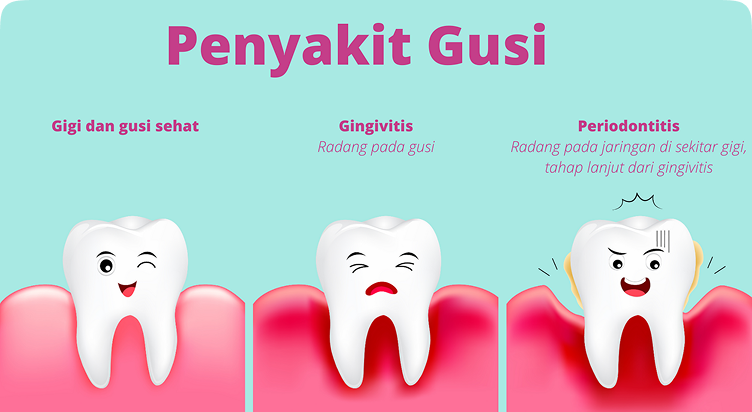 Penyakit Gusi
Gigi dan gusi sehat
Gingivitis
Radang pada gusi
Periodontitis
Radang pada jaringan di sekitar gigi,
tahap lanjut dari gingivitis